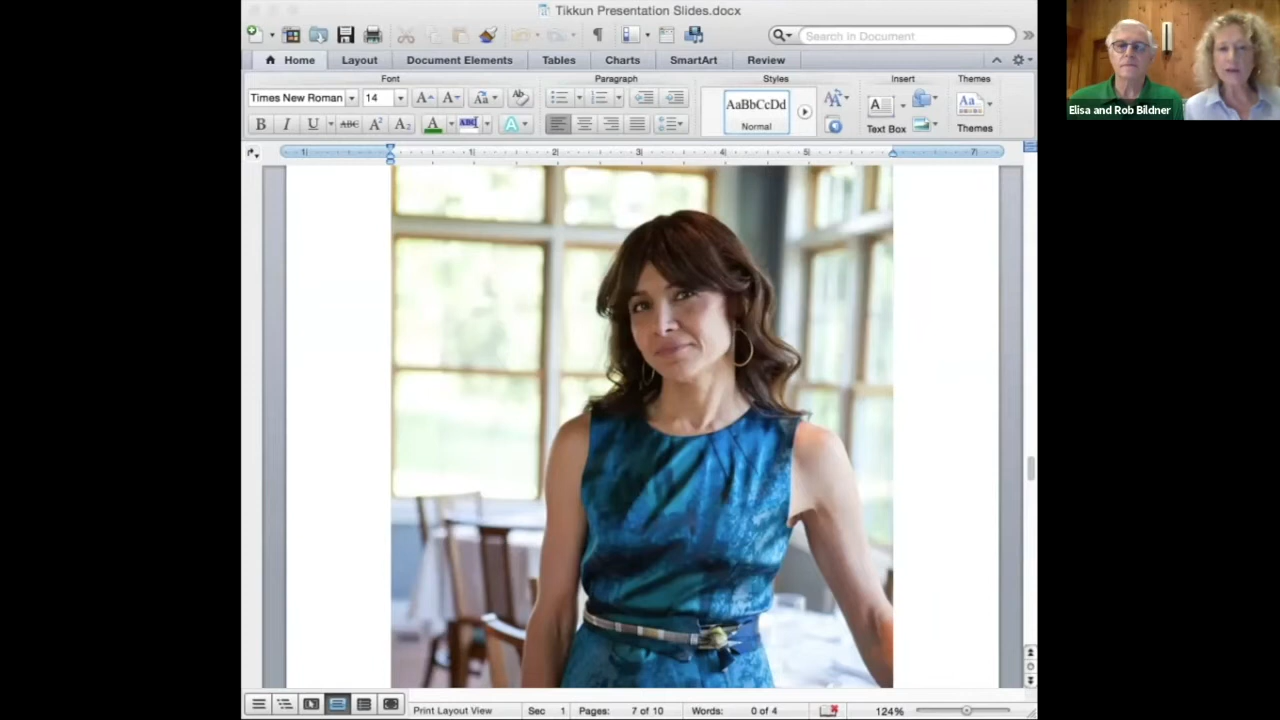 Tikkun Presentation Slides.docx
Search in Document
Home Layout Document Elements Tables Charts SmartArt Review
Font Paragraph Styles Insert Themes
Times New Roman 14
AaBbCcDd
Normal
Text Box
Themes
Elisa and Rob Bildner
Print Layout View Sec 1 Pages: 7 of 10 Words: 0 of 4 124%